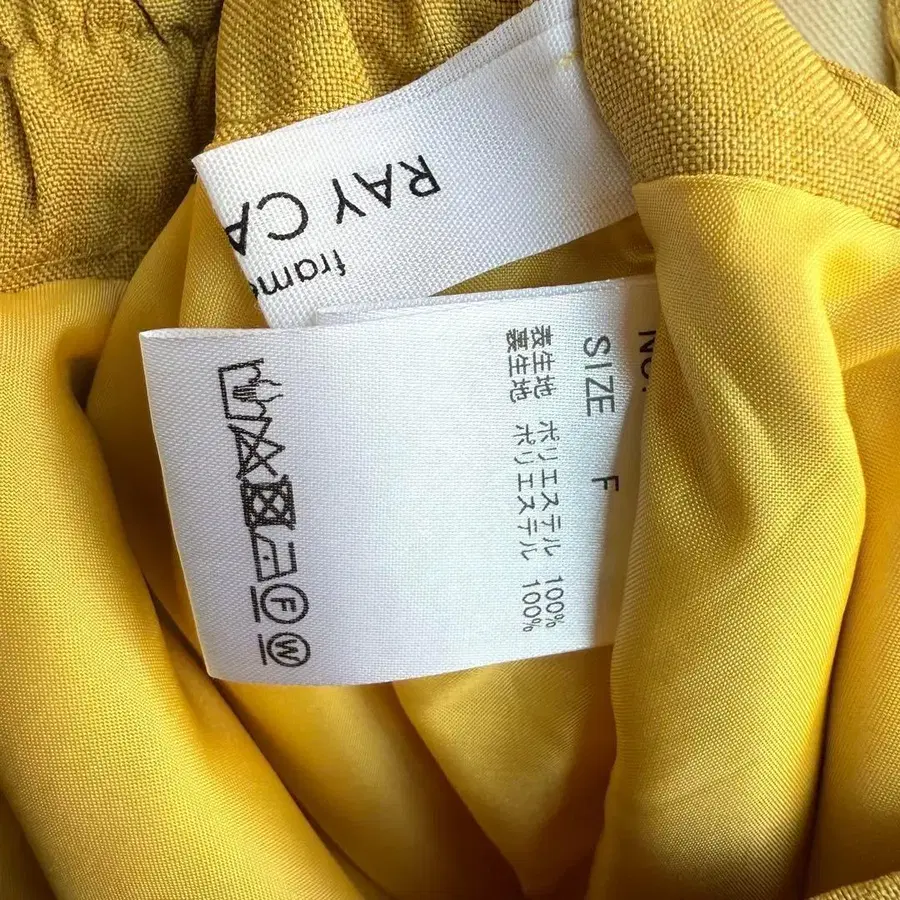 RAY CA
frame
NO.
SIZE F
表生地 ポリエステル 100%
裏生地 ポリエステル 100%
F
W